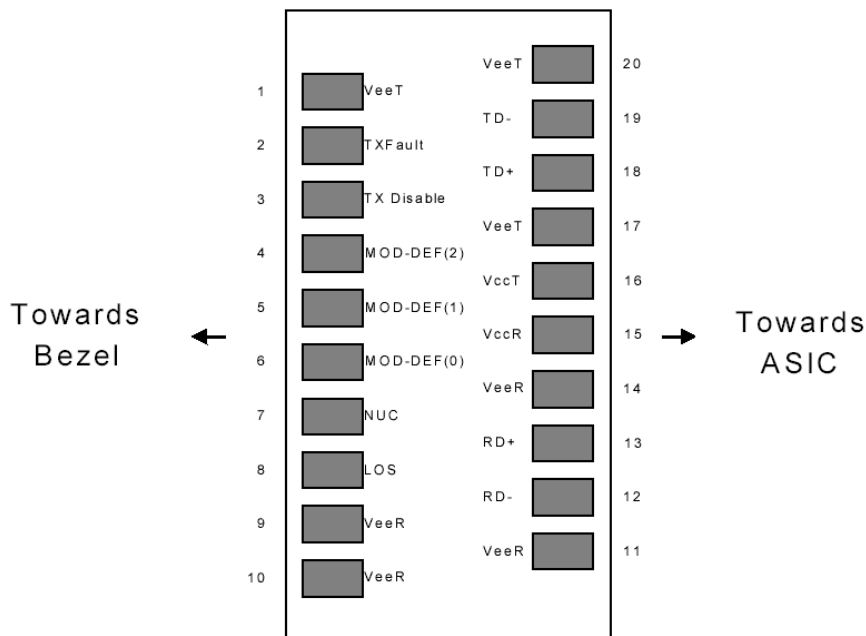 VeeT 20
1 VeeT
TD- 19
2 TXFault
TD+ 18
3 TX Disable
VeeT 17
4 MOD-DEF(2)
VccT 16
5 MOD-DEF(1)
Towards
Bezel
VccR 15
Towards
ASIC
6 MOD-DEF(0)
VeeR 14
7 NUC
RD+ 13
8 LOS
RD- 12
9 VeeR
VeeR 11
10 VeeR